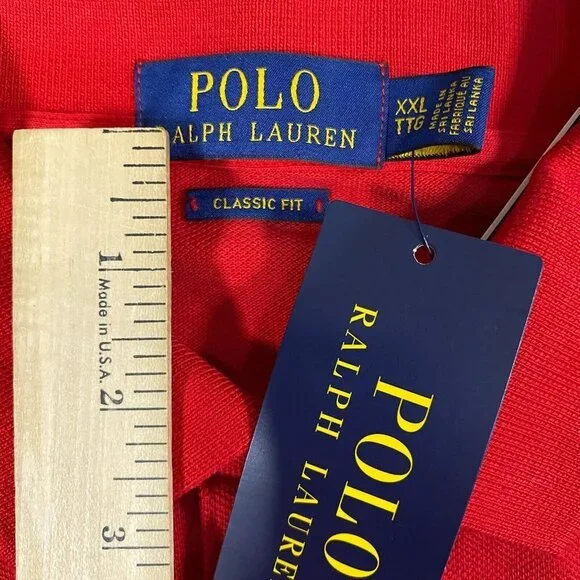 POLO
RALPH LAUREN
XXL
TTG
MADE IN
SRI LANKA
FABRIQUÉ AU
SRI LANKA
CLASSIC FIT
1
Made in U.S.A.
2
3
POLO
RALPH LAUREN